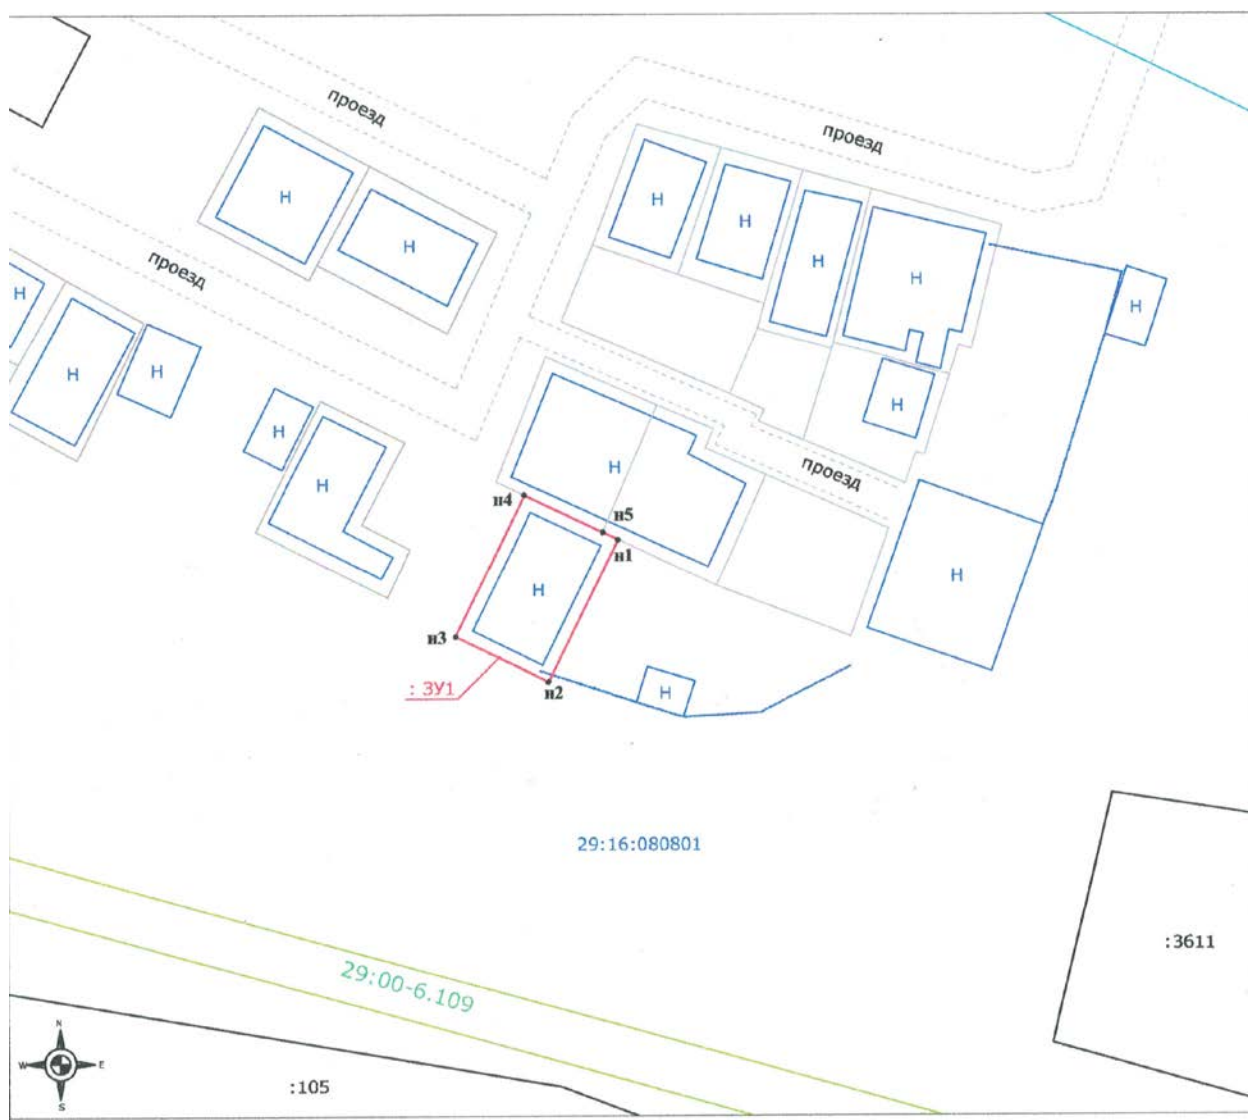 проезд
проезд
Н
Н
Н
Н
Н
Н
проезд
Н
Н
Н
Н
Н
Н
Н
Н
Н
проезд
н4
н5
н1
Н
Н
н3
: ЗУ1
н2
Н
29:16:080801
:3611
29:00-6.109
N
W
E
S
:105